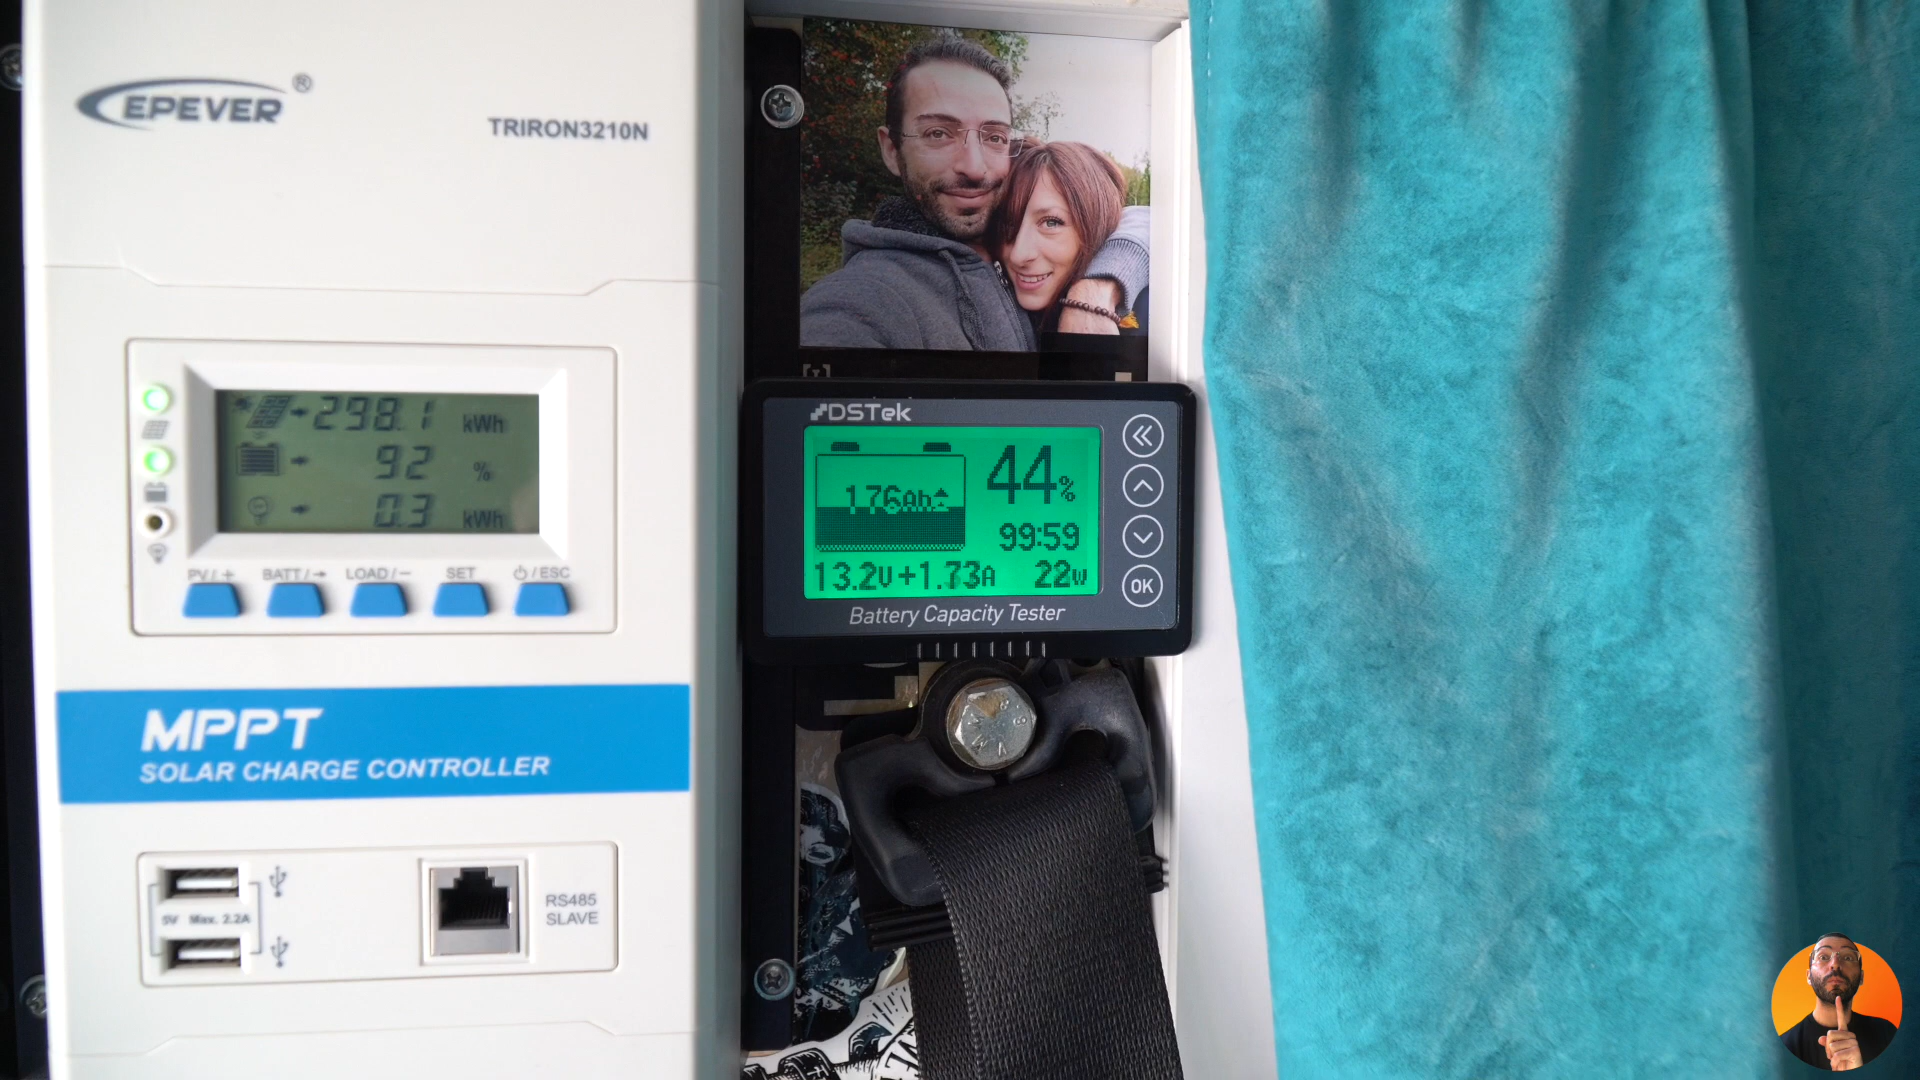 EPEVER®
TRIRON3210N
298.1 kWh
92 %
0.3 kWh
PV / +
BATT / →
LOAD / −
SET
⏻ / ESC
MPPT
SOLAR CHARGE CONTROLLER
5V Max. 2.2A
RS485
SLAVE
DSTek
44%
176Ah
99:59
13.2V +1.73A 22W
OK
Battery Capacity Tester